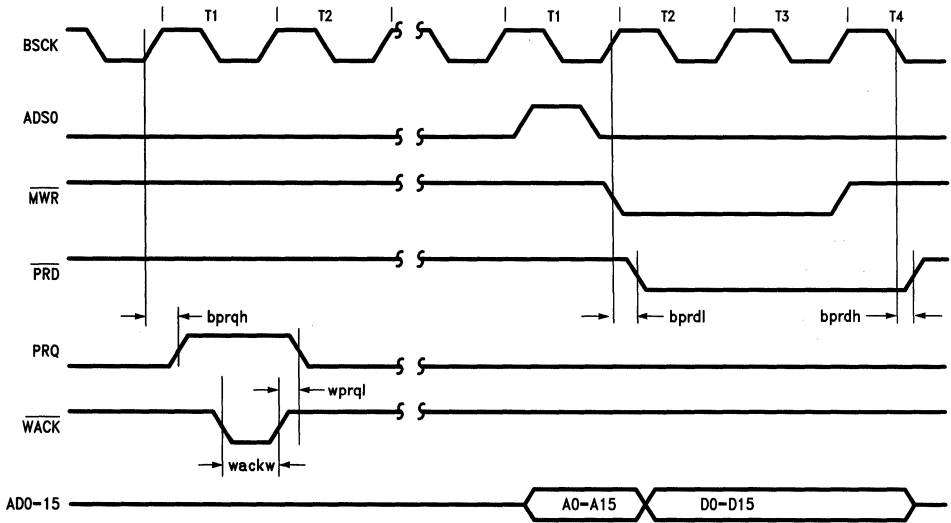 T1 T2 T1 T2 T3 T4
BSCK
ADS0
MWR
PRD
bprqh bprdl bprdh
PRQ
wprql
WACK
wackw
AD0-15 A0-A15 D0-D15